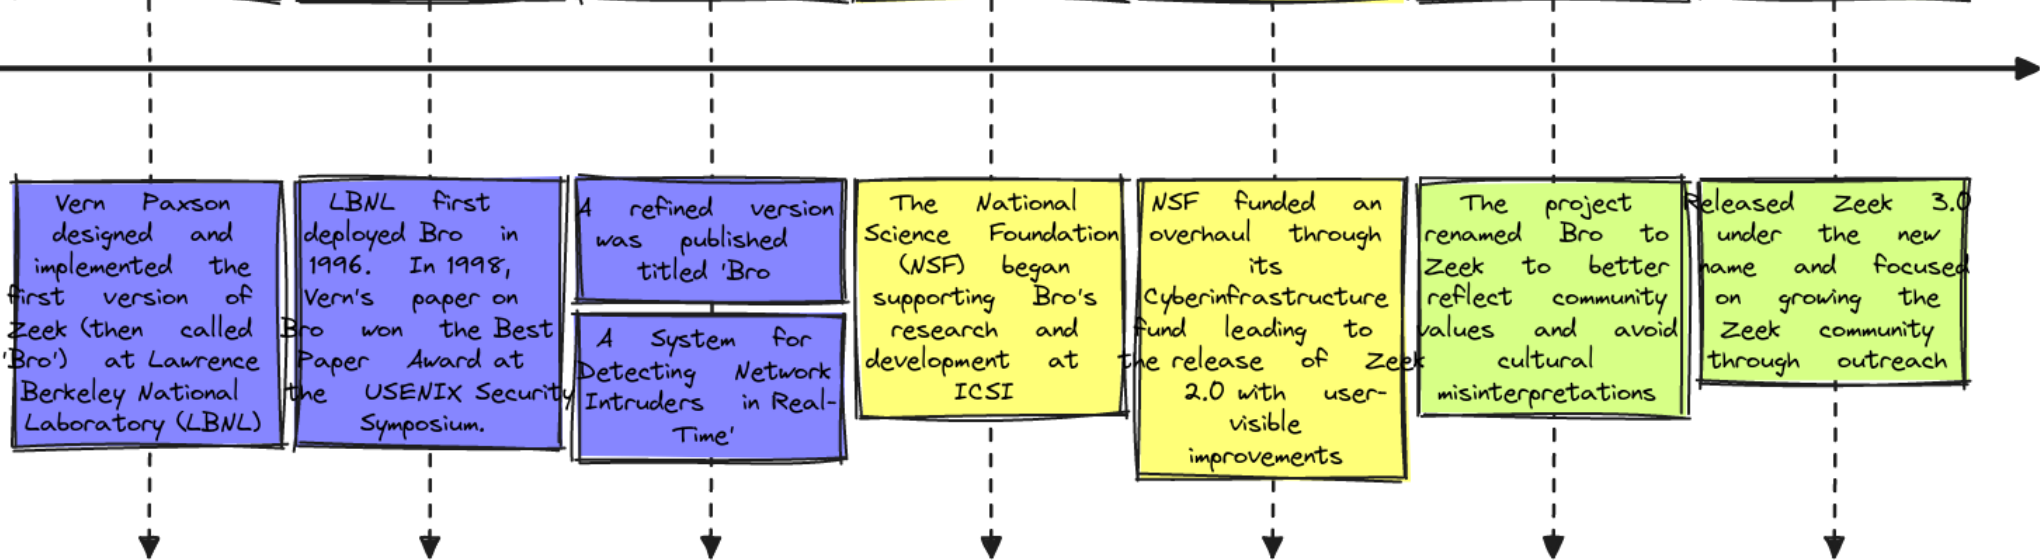 Vern Paxson
designed and
implemented the
first version of
Zeek (then called
'Bro') at Lawrence
Berkeley National
Laboratory (LBNL)
LBNL first
deployed Bro in
1996. In 1998,
Vern's paper on
Bro won the Best
Paper Award at
the USENIX Security
Symposium.
A refined version
was published
titled 'Bro
A System for
Detecting Network
Intruders in Real-
Time'
The National
Science Foundation
(NSF) began
supporting Bro's
research and
development at
ICSI
NSF funded an
overhaul through
its
Cyberinfrastructure
fund leading to
the release of Zeek
2.0 with user-
visible
improvements
The project
renamed Bro to
Zeek to better
reflect community
values and avoid
cultural
misinterpretations
Released Zeek 3.0
under the new
name and focused
on growing the
Zeek community
through outreach